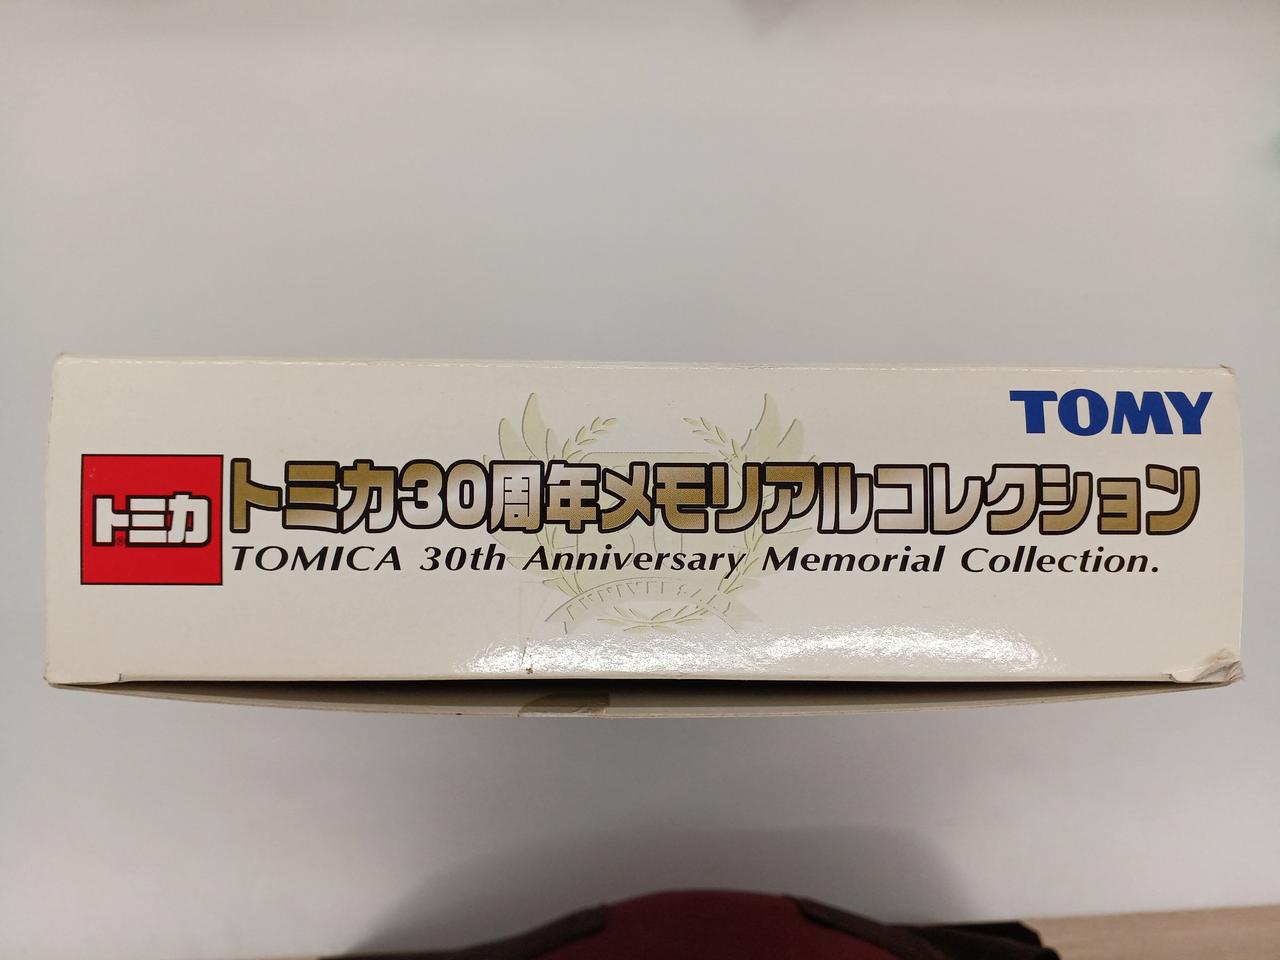 TOMY
トミカ®
トミカ30周年メモリアルコレクション
TOMICA 30th Anniversary Memorial Collection.